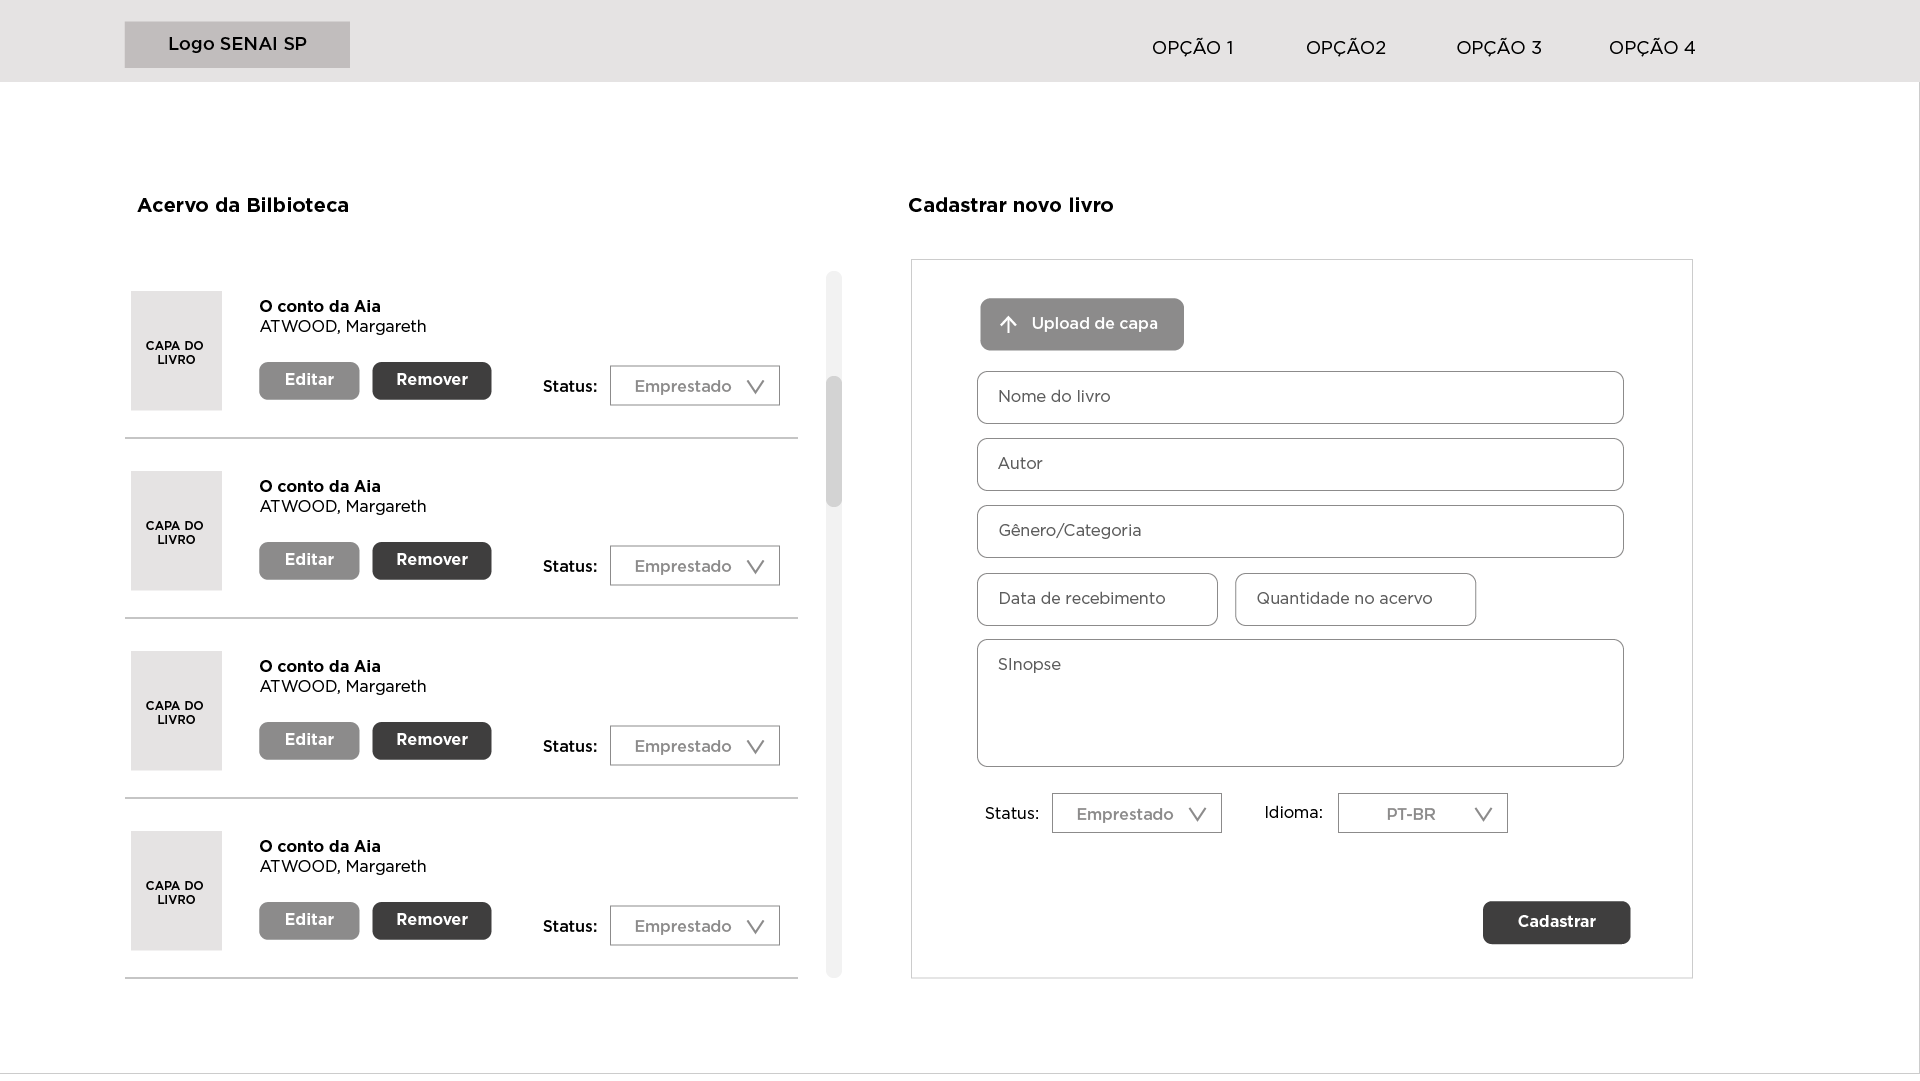 Logo SENAI SP
OPÇÃO 1
OPÇÃO2
OPÇÃO 3
OPÇÃO 4
Acervo da Bilbioteca
CAPA DO
LIVRO
O conto da Aia
ATWOOD, Margareth
Editar
Remover
Status:
Emprestado
CAPA DO
LIVRO
O conto da Aia
ATWOOD, Margareth
Editar
Remover
Status:
Emprestado
CAPA DO
LIVRO
O conto da Aia
ATWOOD, Margareth
Editar
Remover
Status:
Emprestado
CAPA DO
LIVRO
O conto da Aia
ATWOOD, Margareth
Editar
Remover
Status:
Emprestado
Cadastrar novo livro
Upload de capa
Nome do livro
Autor
Gênero/Categoria
Data de recebimento
Quantidade no acervo
SInopse
Status:
Emprestado
Idioma:
PT-BR
Cadastrar